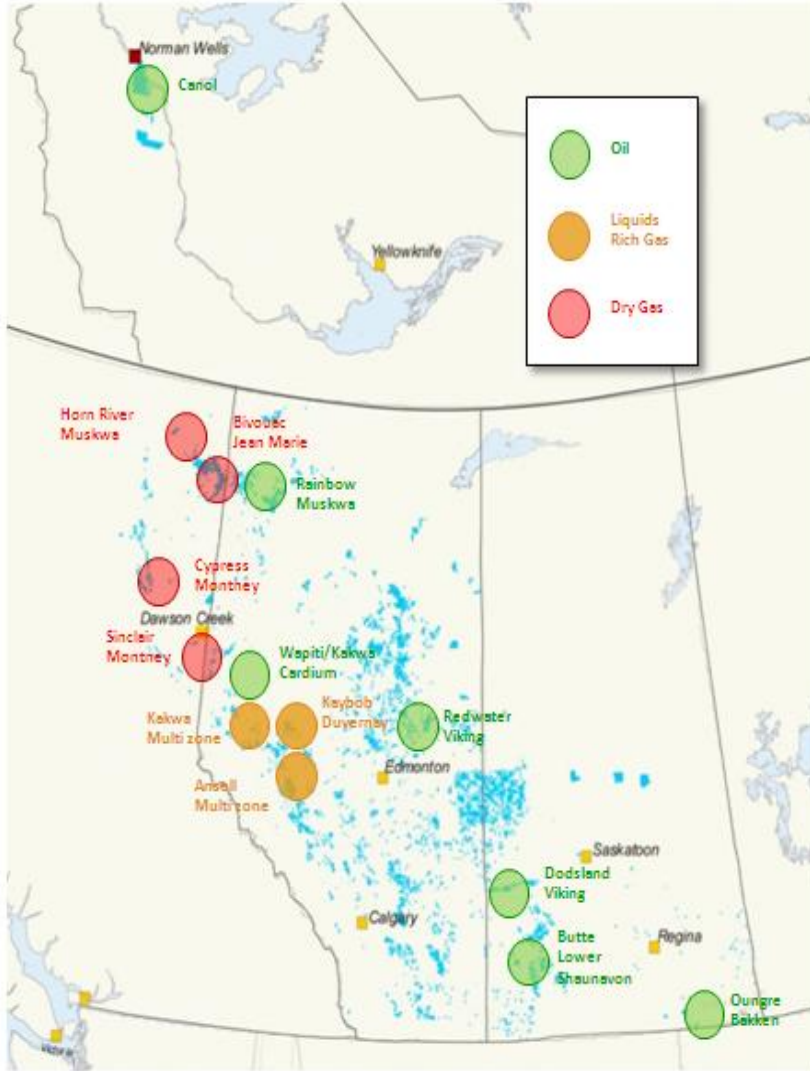 Norman Wells
Canol
Oil
Liquids
Rich Gas
Dry Gas
Yellowknife
Horn River
Muskwa
Bivouac
Jean Marie
Rainbow
Muskwa
Cypress
Montney
Dawson Creek
Sinclair
Montney
Wapiti/Kakwa
Cardium
Kakwa
Multi zone
Kaybob
Duvernay
Redwater
Viking
Ansell
Multi zone
Edmonton
Saskatoon
Dodsland
Viking
Calgary
Butte
Lower
Shaunavon
Regina
Oungre
Bakken